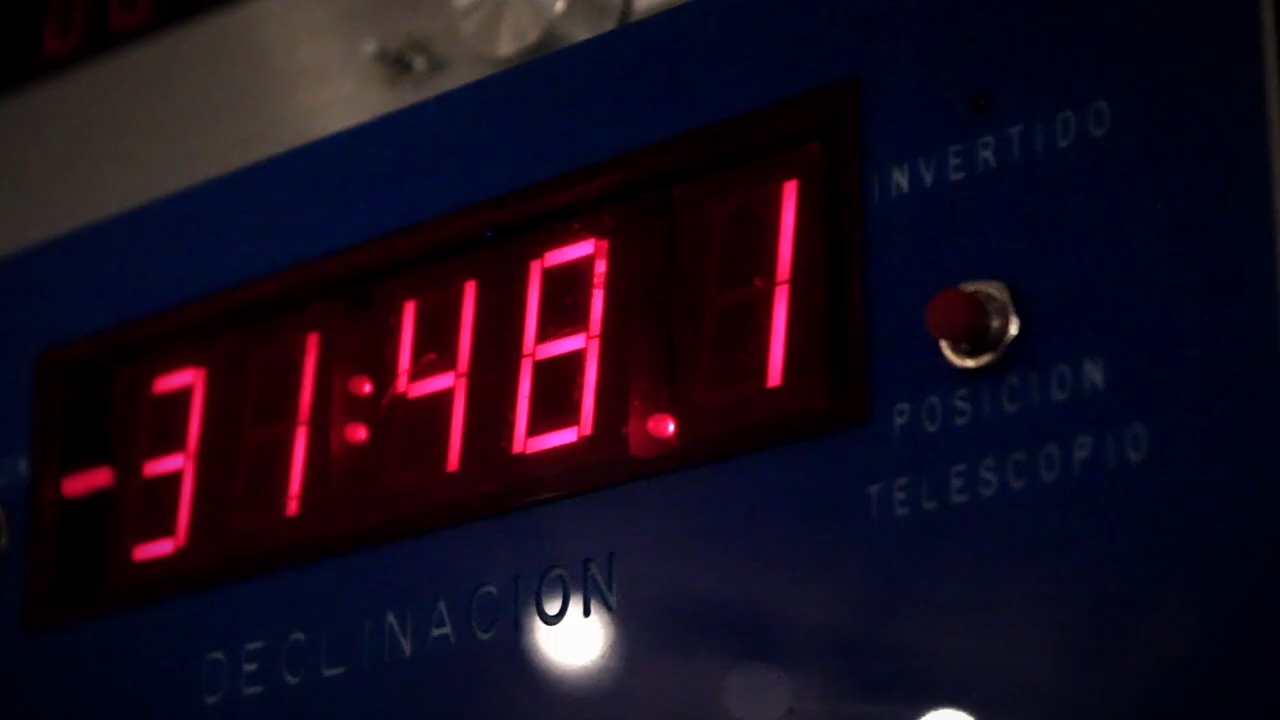 INVERTIDO
-31:48.1
POSICION
TELESCOPIO
DECLINACION